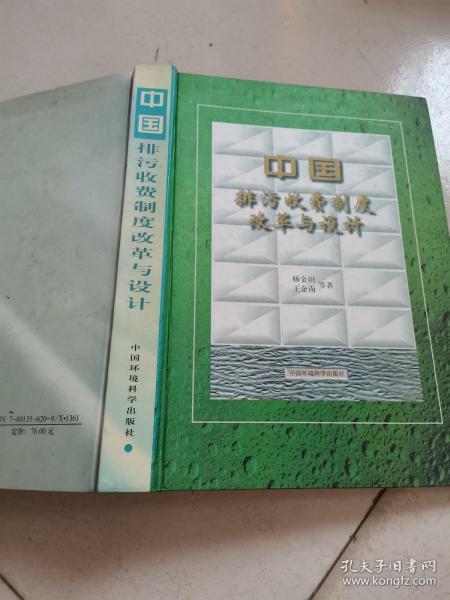 中国
排污收费制度
改革与设计
杨金田
王金南
等著
中国环境科学出版社
中国
排污收费制度改革与设计
中国环境科学出版社
7-80135-620-9/X·1361
定价: 76.00 元
孔夫子旧书网
www.kongfz.com